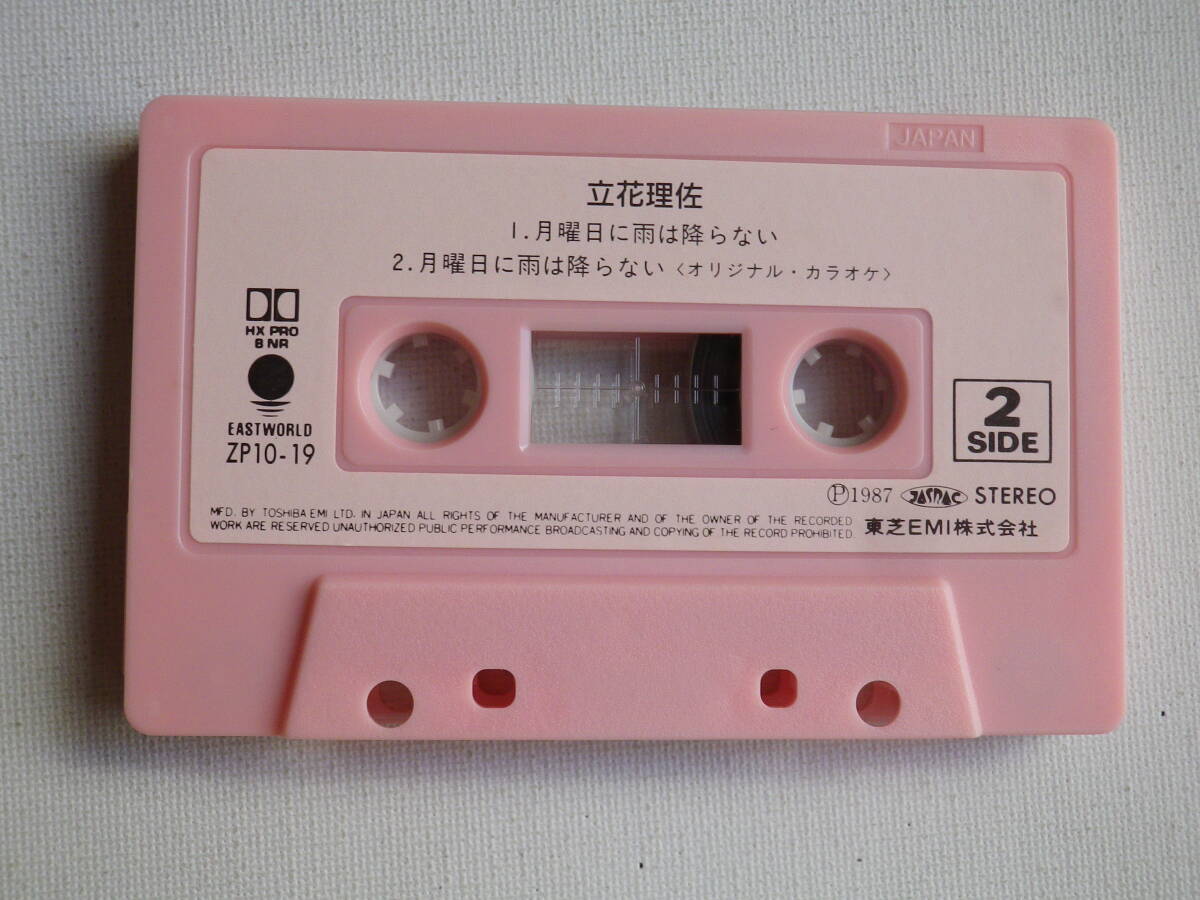 JAPAN
立花理佐
1.月曜日に雨は降らない
2.月曜日に雨は降らない〈オリジナル・カラオケ〉
HX PRO
B NR
EASTWORLD
ZP10-19
2
SIDE
Ⓟ1987 JASRAC STEREO
MFD. BY TOSHIBA EMI LTD. IN JAPAN ALL RIGHTS OF THE MANUFACTURER AND OF THE OWNER OF THE RECORDED
WORK ARE RESERVED UNAUTHORIZED PUBLIC PERFORMANCE BROADCASTING AND COPYING OF THE RECORD PROHIBITED.
東芝EMI株式会社